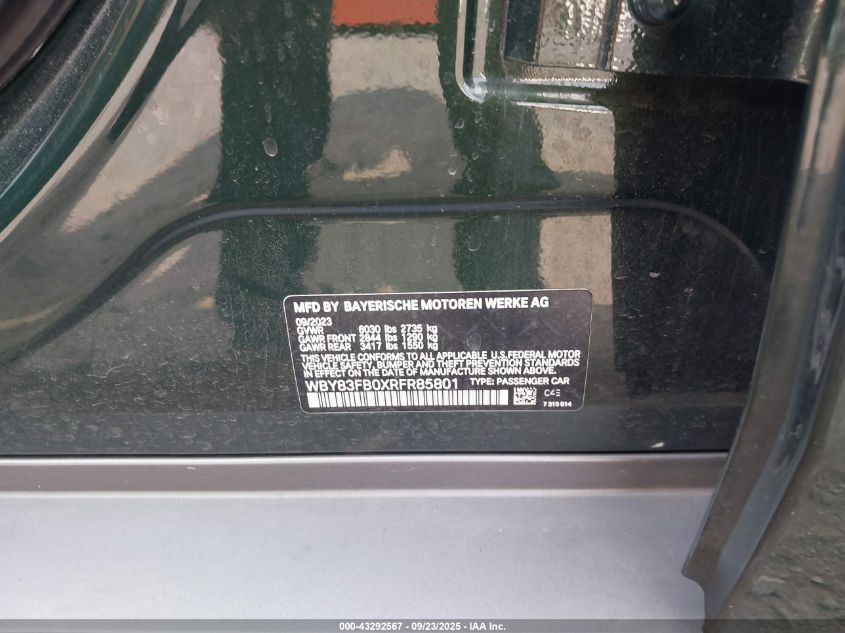 MFD BY BAYERISCHE MOTOREN WERKE AG
09/2023
GVWR 6030 lbs 2735 kg
GAWR FRONT 2844 lbs 1290 kg
GAWR REAR 3417 lbs 1550 kg
THIS VEHICLE CONFORMS TO ALL APPLICABLE U.S.FEDERAL MOTOR
VEHICLE SAFETY, BUMPER AND THEFT PREVENTION STANDARDS
IN EFFECT ON THE DATE OF MANUFACTURE SHOWN ABOVE.
WBY83FB0XRFR85801 TYPE: PASSENGER CAR
C4E
7 315 814
000-43292567 - 09/23/2025 - IAA Inc.